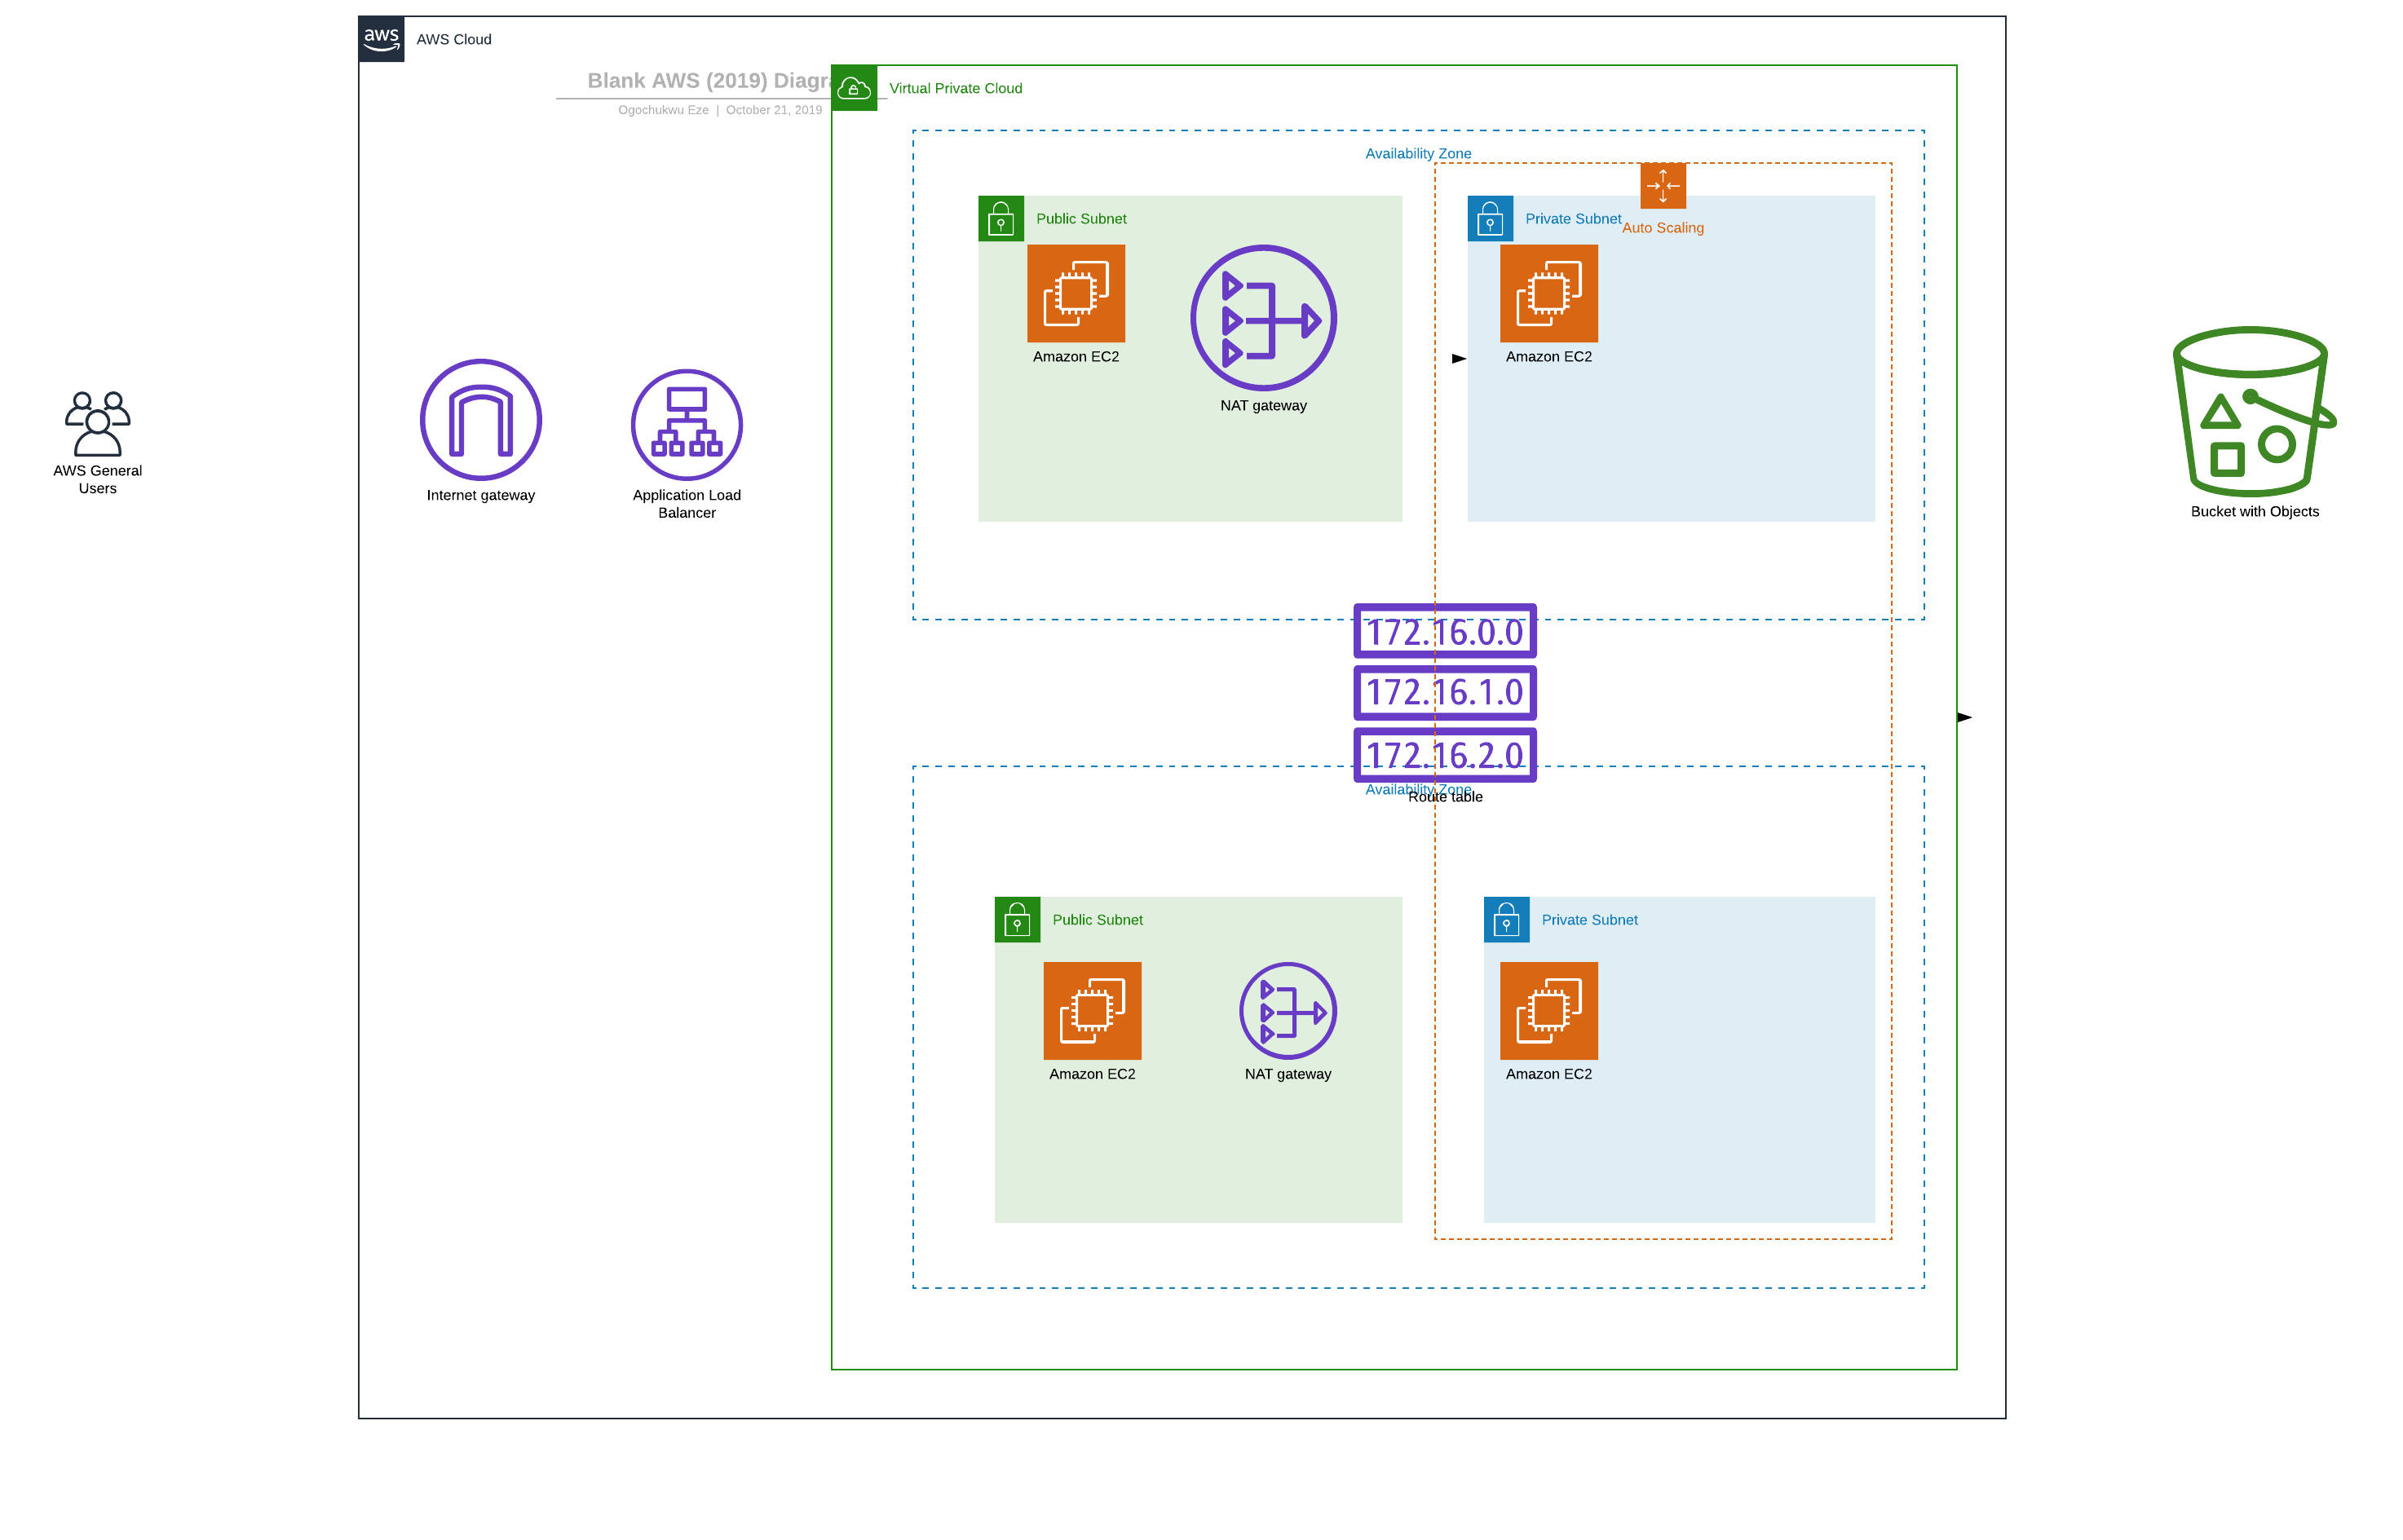 aws
AWS Cloud
Blank AWS (2019) Diagra
Ogochukwu Eze | October 21, 2019
Virtual Private Cloud
Availability Zone
Public Subnet
Private Subnet
Auto Scaling
Amazon EC2
NAT gateway
Amazon EC2
AWS General
Users
Internet gateway
Application Load
Balancer
Bucket with Objects
172.16.0.0
172.16.1.0
172.16.2.0
Availability Zone
Route table
Public Subnet
Private Subnet
Amazon EC2
NAT gateway
Amazon EC2